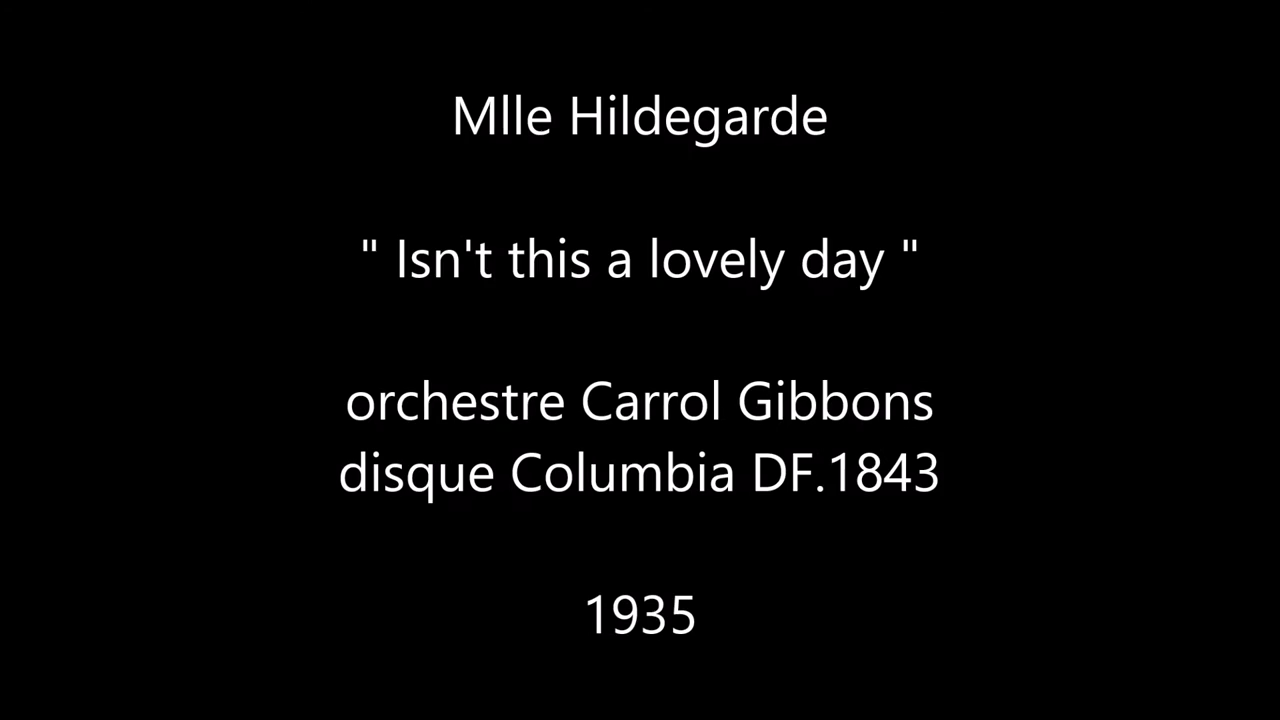 Mlle Hildegarde
" Isn't this a lovely day "
orchestre Carrol Gibbons
disque Columbia DF.1843
1935